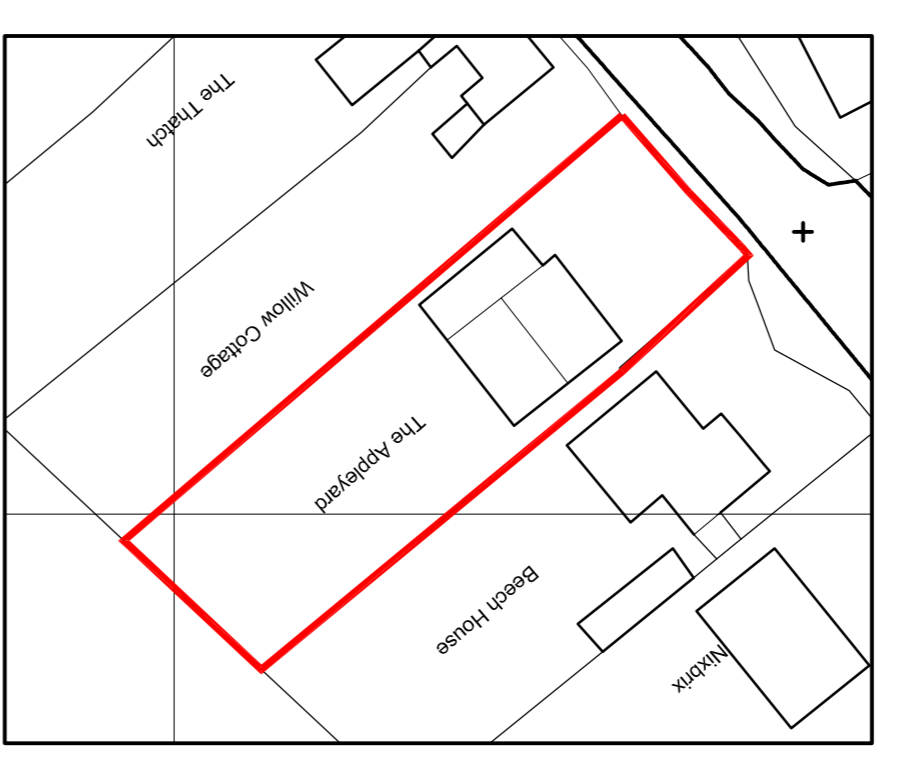 The Thatch
Willow Cottage
The Appleyard
Beech House
Nixbrix